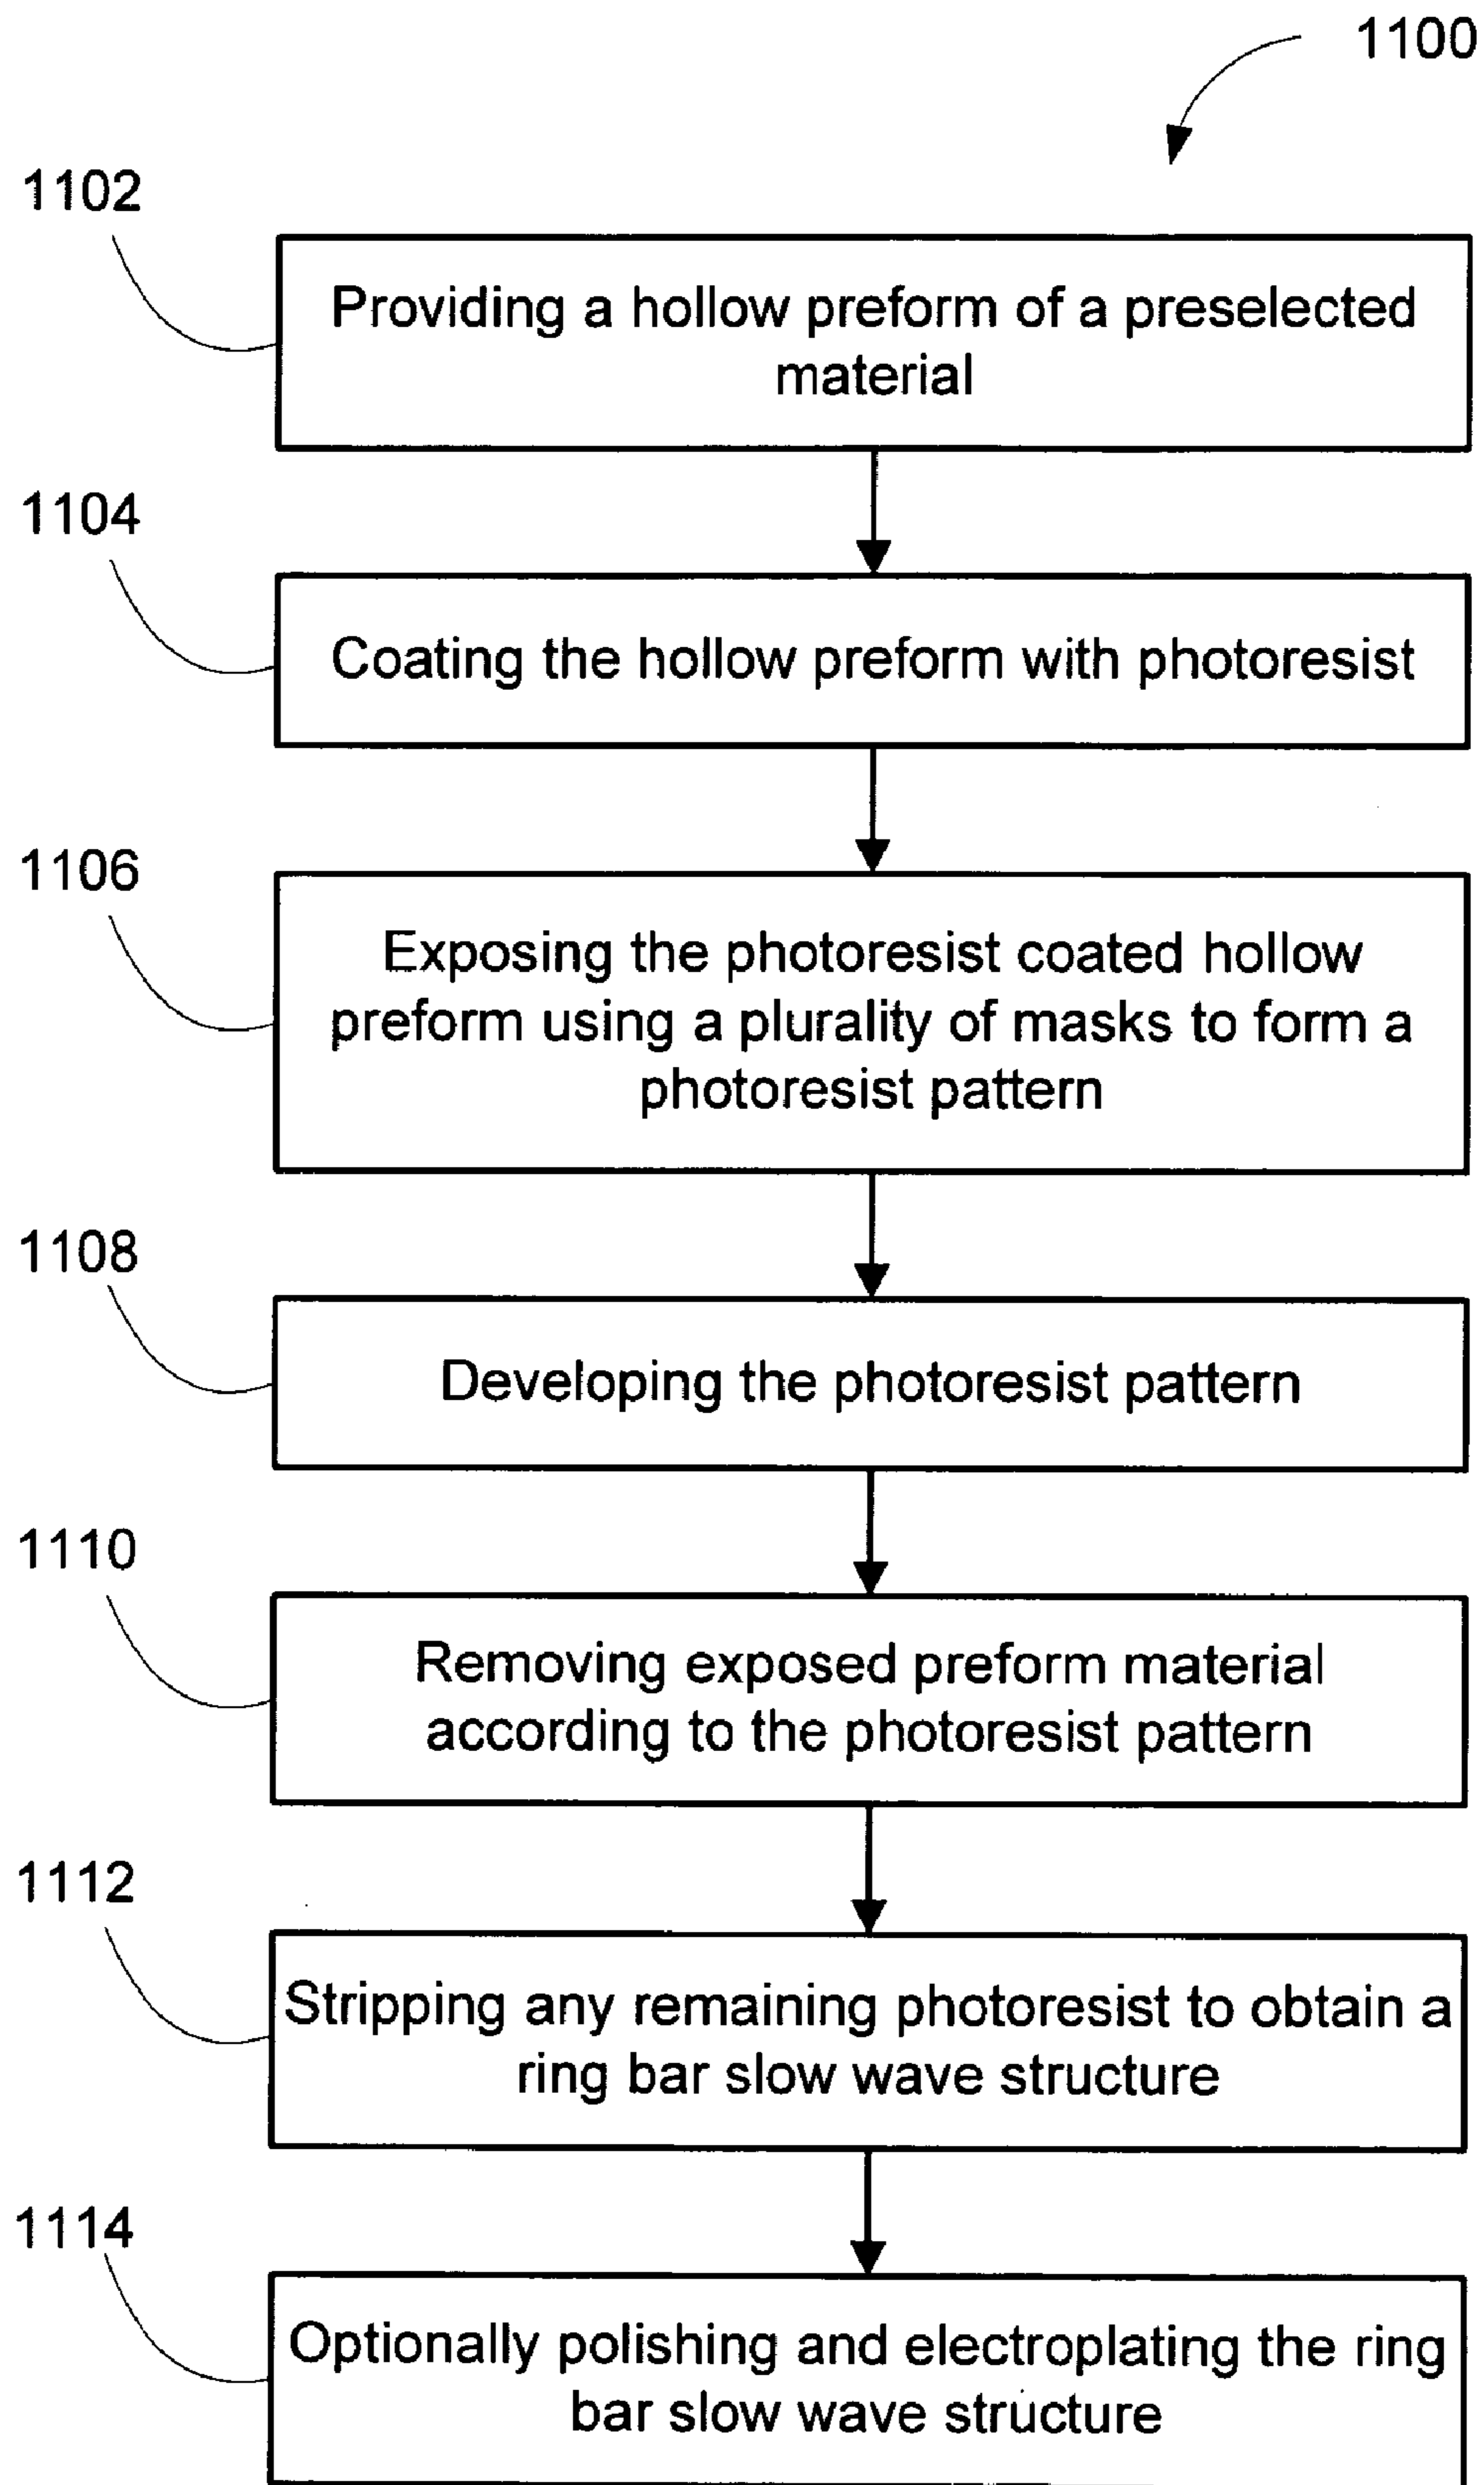 1100
1102
Providing a hollow preform of a preselected
material
1104
Coating the hollow preform with photoresist
1106
Exposing the photoresist coated hollow
preform using a plurality of masks to form a
photoresist pattern
1108
Developing the photoresist pattern
1110
Removing exposed preform material
according to the photoresist pattern
1112
Stripping any remaining photoresist to obtain a
ring bar slow wave structure
1114
Optionally polishing and electroplating the ring
bar slow wave structure